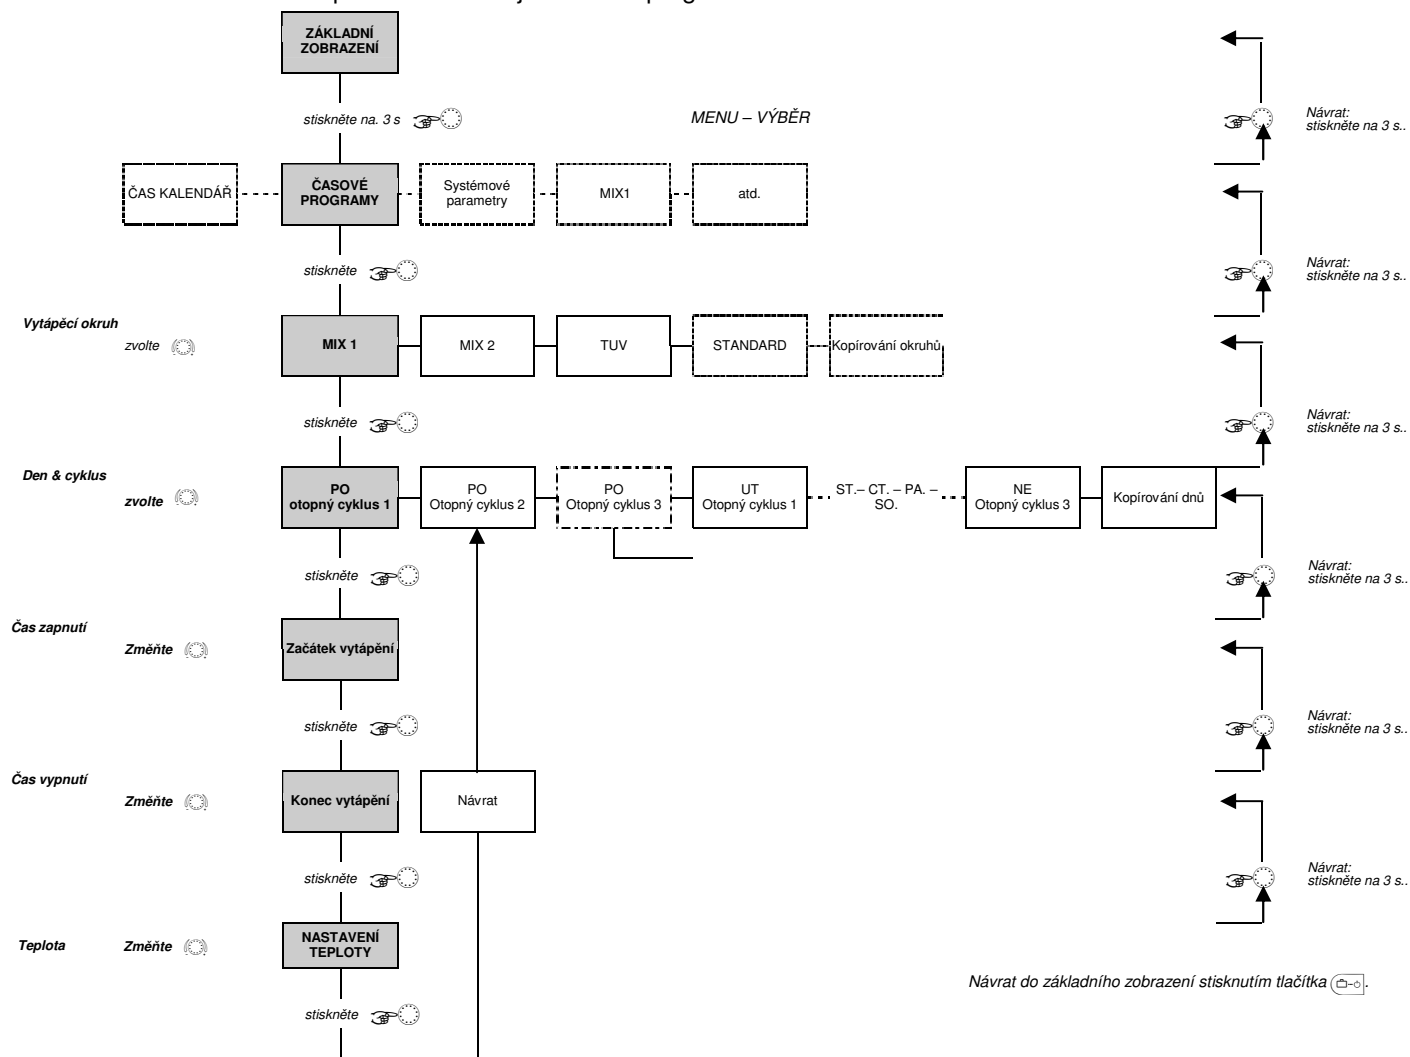 ZÁKLADNÍ
ZOBRAZENÍ
stiskněte na. 3 s
MENU – VÝBĚR
Návrat:
stiskněte na 3 s..
ČAS KALENDÁŘ
ČASOVÉ
PROGRAMY
Systémové
parametry
MIX1
atd.
stiskněte
Návrat:
stiskněte na 3 s..
Vytápěcí okruh
zvolte
MIX 1
MIX 2
TUV
STANDARD
Kopírování okruhů
stiskněte
Návrat:
stiskněte na 3 s..
Den & cyklus
zvolte
PO
otopný cyklus 1
PO
Otopný cyklus 2
PO
Otopný cyklus 3
UT
Otopný cyklus 1
ST.– CT. – PA. –
SO.
NE
Otopný cyklus 3
Kopírování dnů
stiskněte
Návrat:
stiskněte na 3 s..
Čas zapnutí
Změňte
Začátek vytápění
stiskněte
Návrat:
stiskněte na 3 s..
Čas vypnutí
Změňte
Konec vytápění
Návrat
stiskněte
Návrat:
stiskněte na 3 s..
Teplota
Změňte
NASTAVENÍ
TEPLOTY
Návrat do základního zobrazení stisknutím tlačítka .
stiskněte